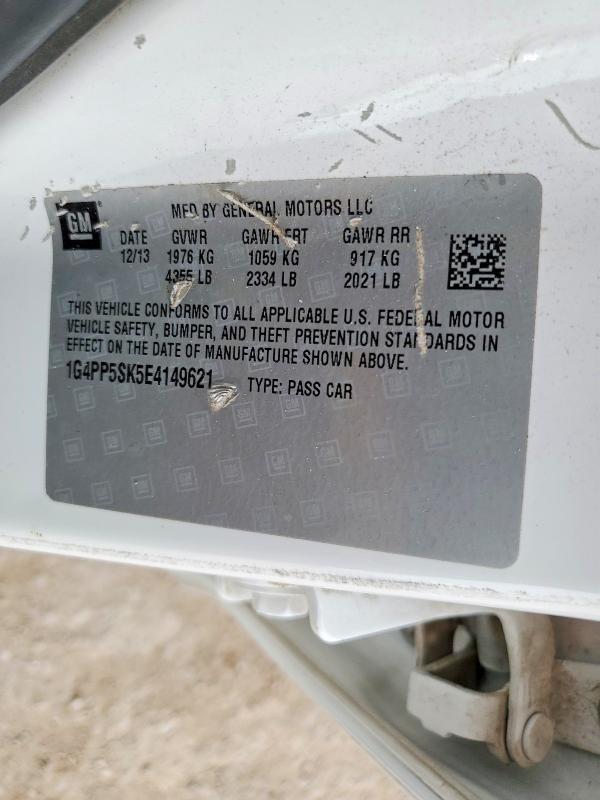 GM
MFD BY GENERAL MOTORS LLC
DATE GVWR GAWR FRT GAWR RR
12/13 1976 KG 1059 KG 917 KG
4355 LB 2334 LB 2021 LB
THIS VEHICLE CONFORMS TO ALL APPLICABLE U.S. FEDERAL MOTOR
VEHICLE SAFETY, BUMPER, AND THEFT PREVENTION STANDARDS IN
EFFECT ON THE DATE OF MANUFACTURE SHOWN ABOVE.
1G4PP5SK5E4149621 TYPE: PASS CAR